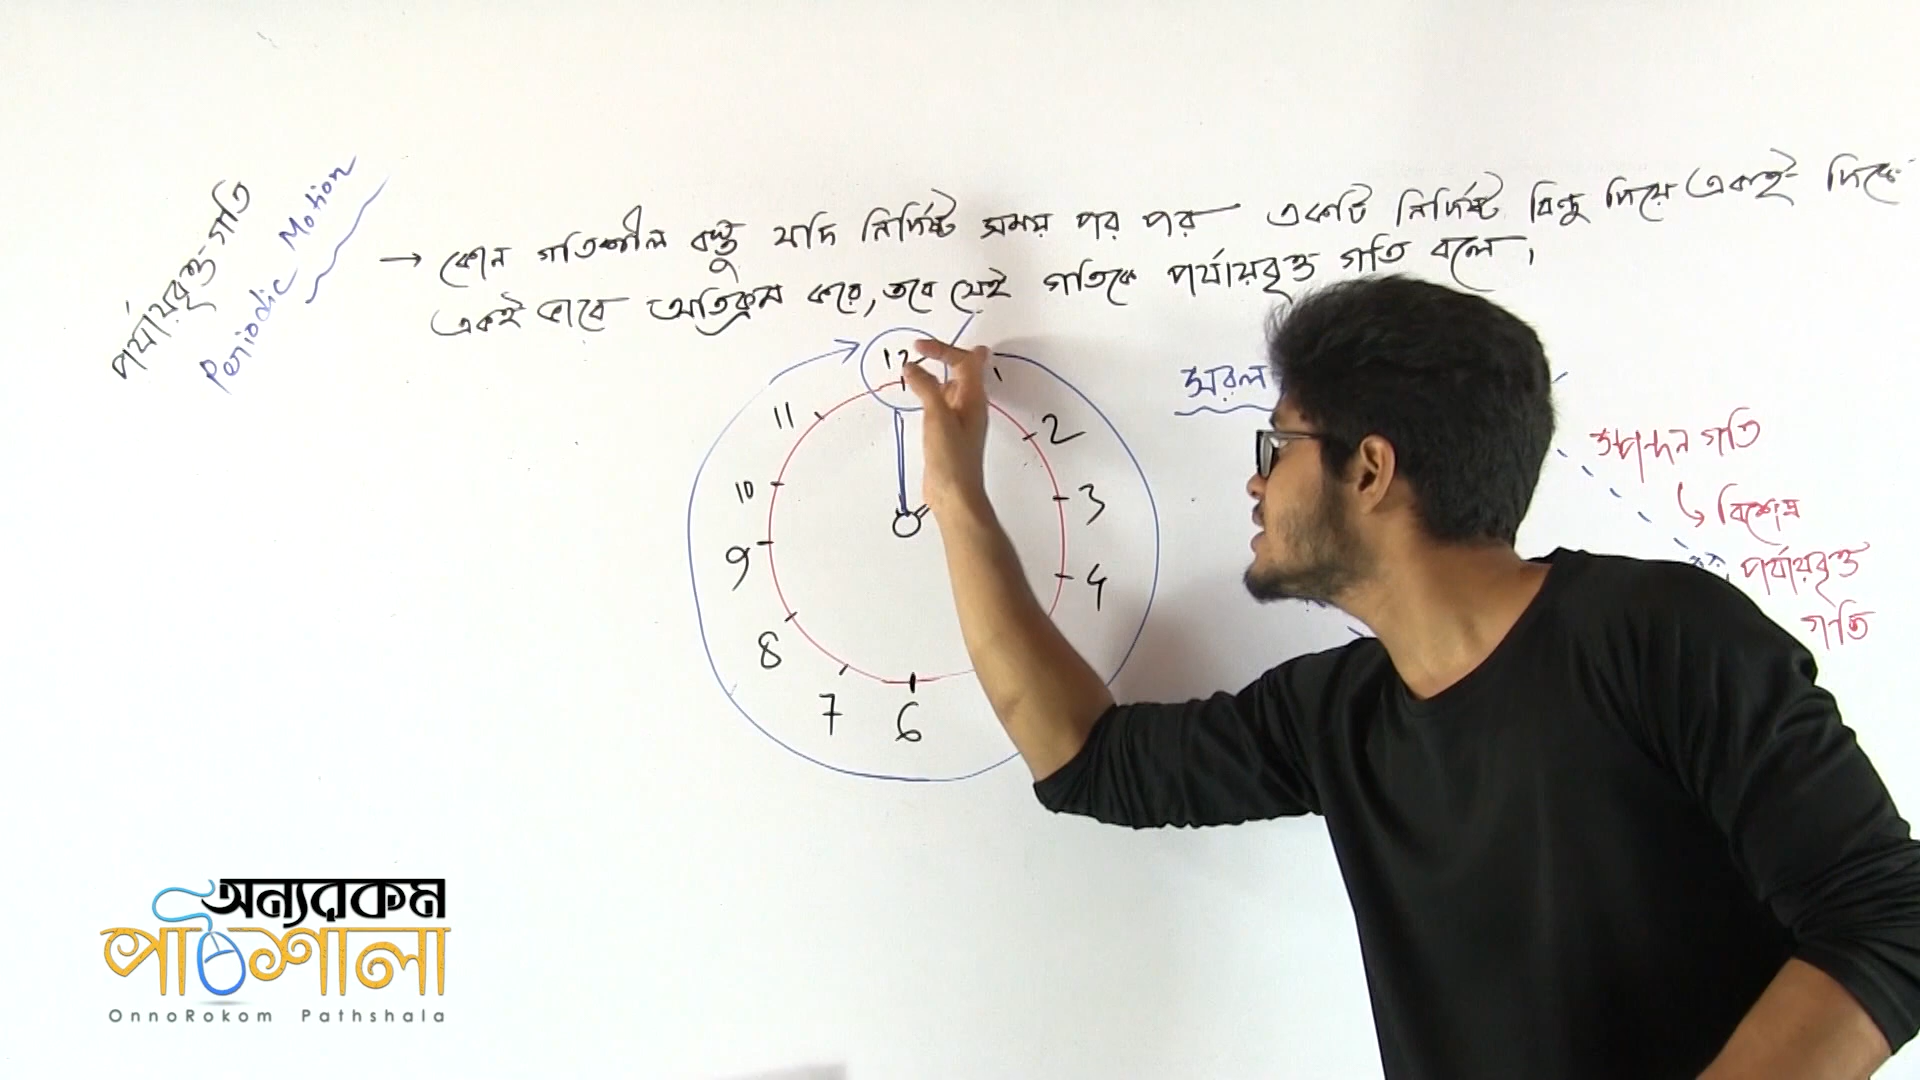 পর্যায়বৃত্ত গতি
Periodic Motion
→ কোন গতিশীল বস্তু যদি নির্দিষ্ট সময় পর পর একটি নির্দিষ্ট বিন্দু দিয়ে একই দিকে
একই ভাবে অতিক্রম করে, তবে সেই গতিকে পর্যায়বৃত্ত গতি বলে।
12
1
11
2
10
3
9
4
8
7
6
সরল
স্পন্দন গতি
↳ বিশেষ
পর্যায়বৃত্ত
গতি
অন্যরকম
পাঠশালা
OnnoRokom Pathshala